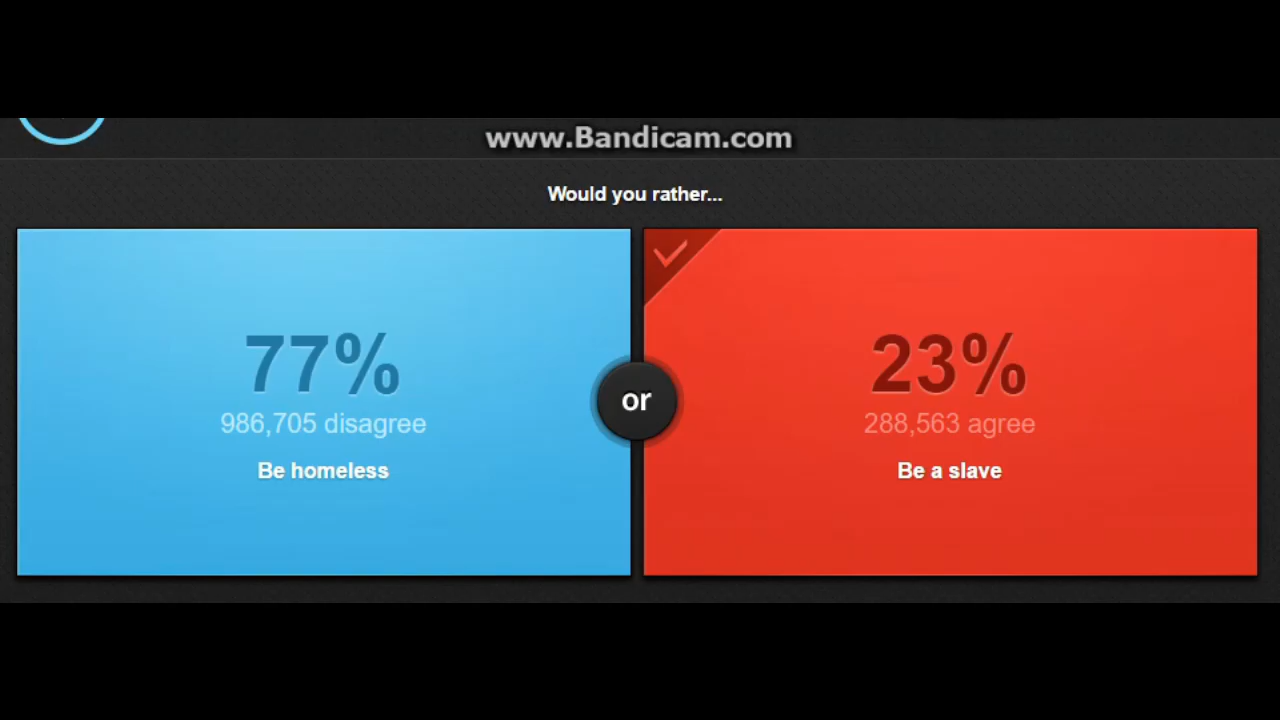 www.Bandicam.com
Would you rather...
77%
986,705 disagree
Be homeless
or
23%
288,563 agree
Be a slave